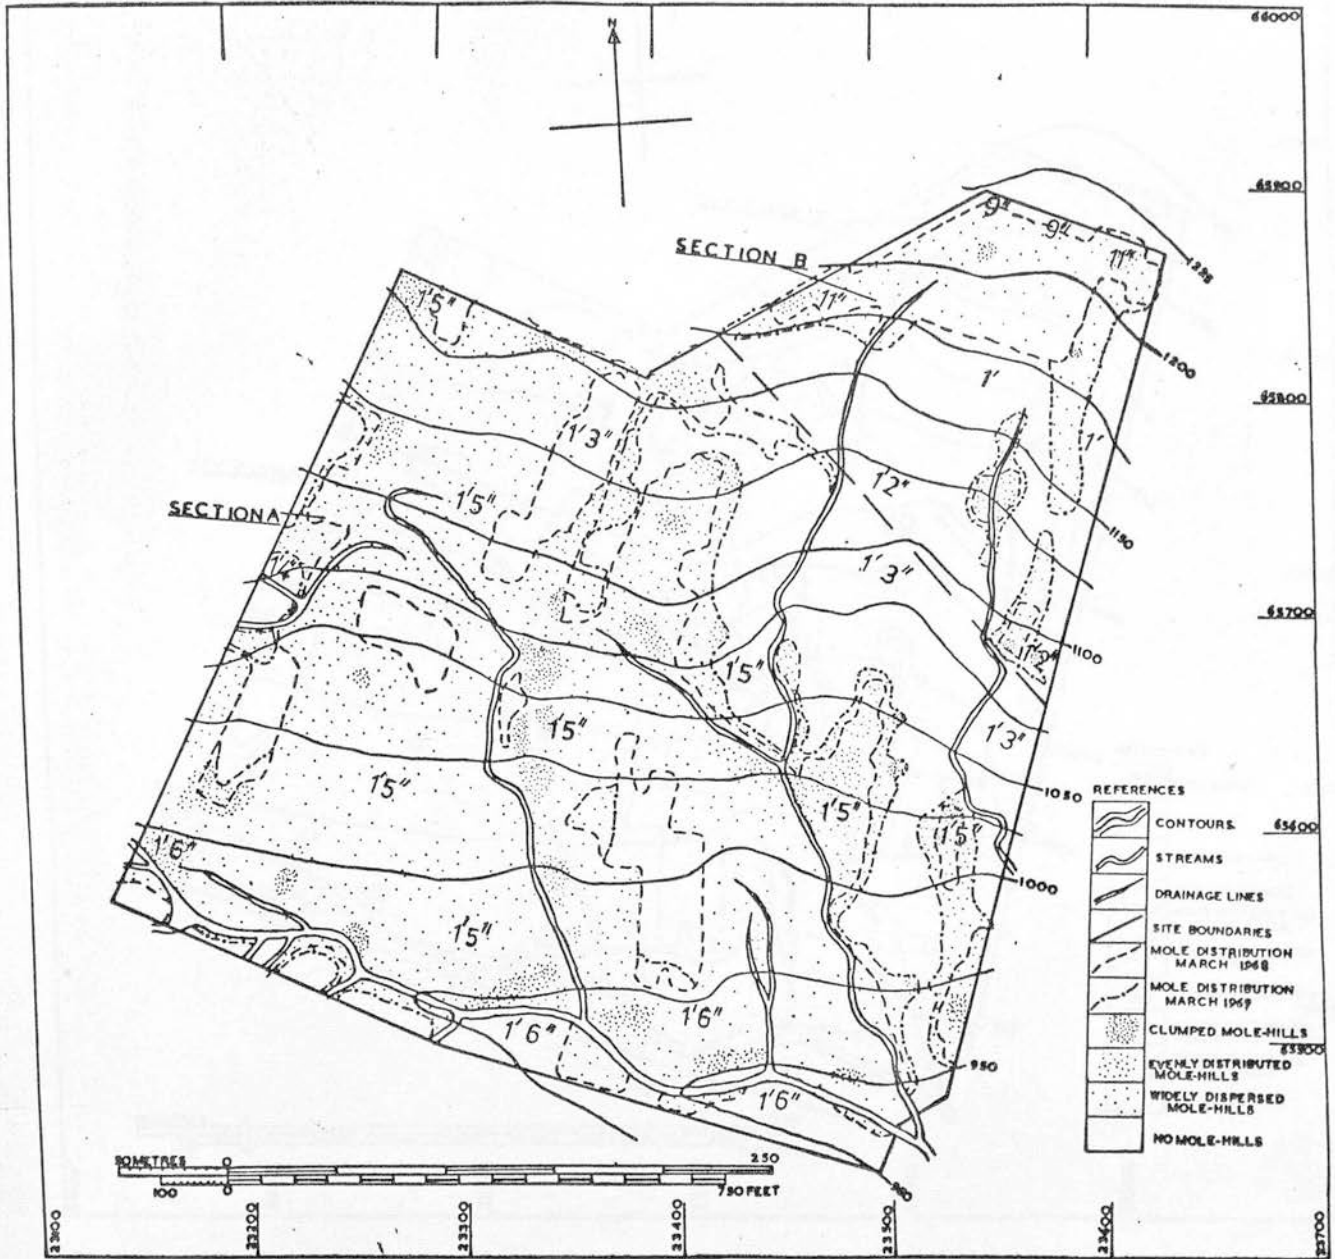 N
66000
65900
SECTION B
9"
9"
11"
1225
1'5"
11"
1200
1'
65800
1'3"
1'
1'5"
1'2"
SECTION A
1150
1'4"
1'3"
65700
1'5"
1'2"
1100
1'5"
1'3"
1'5"
1050
REFERENCES
1'5"
1'5"
CONTOURS.
65600
1'6"
STREAMS
1000
DRAINAGE LINES
1'5"
SITE BOUNDARIES
MOLE DISTRIBUTION
MARCH 1968
MOLE DISTRIBUTION
MARCH 1969
1'6"
1'6"
CLUMPED MOLE-HILLS
65500
950
EVENLY DISTRIBUTED
MOLE-HILLS
1'6"
WIDELY DISPERSED
MOLE-HILLS
NO MOLE-HILLS
50 METRES 0 250
100 0 750 FEET
23100
23200
23300
23400
23500
23600
23700